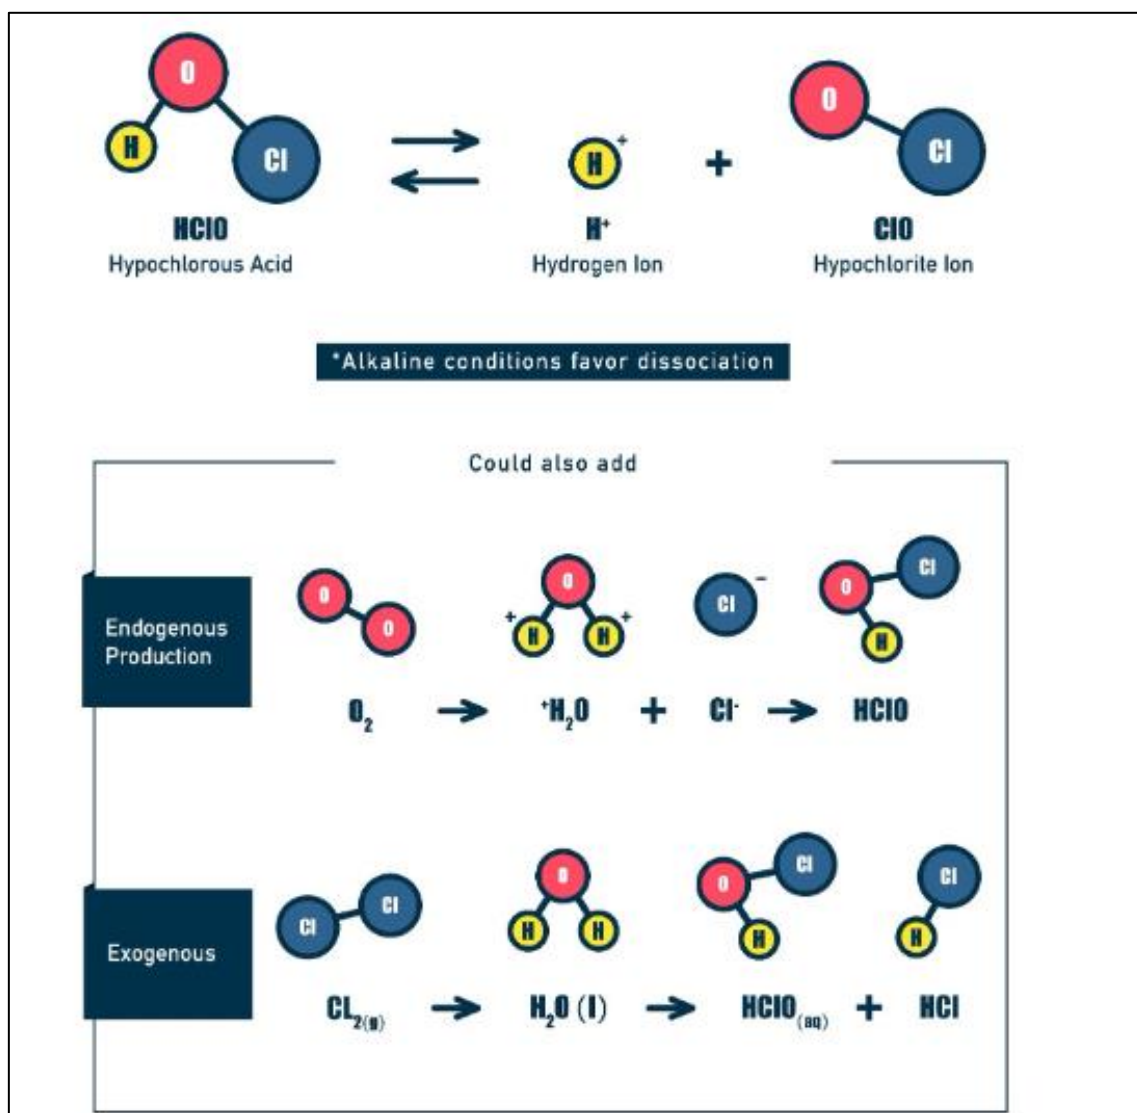 O
H
Cl
H+
O
Cl
+
HClO
H⁺
ClO
Hypochlorous Acid
Hydrogen Ion
Hypochlorite Ion
*Alkaline conditions favor dissociation
Could also add
Endogenous
Production
O
O
+
H
O
H
+
Cl
−
O
Cl
H
O₂ → ⁺H₂O + Cl⁻ → HClO
Exogenous
Cl
Cl
O
H
H
O
Cl
H
Cl
H
CL₂(g) → H₂O (l) → HClO(aq) + HCl